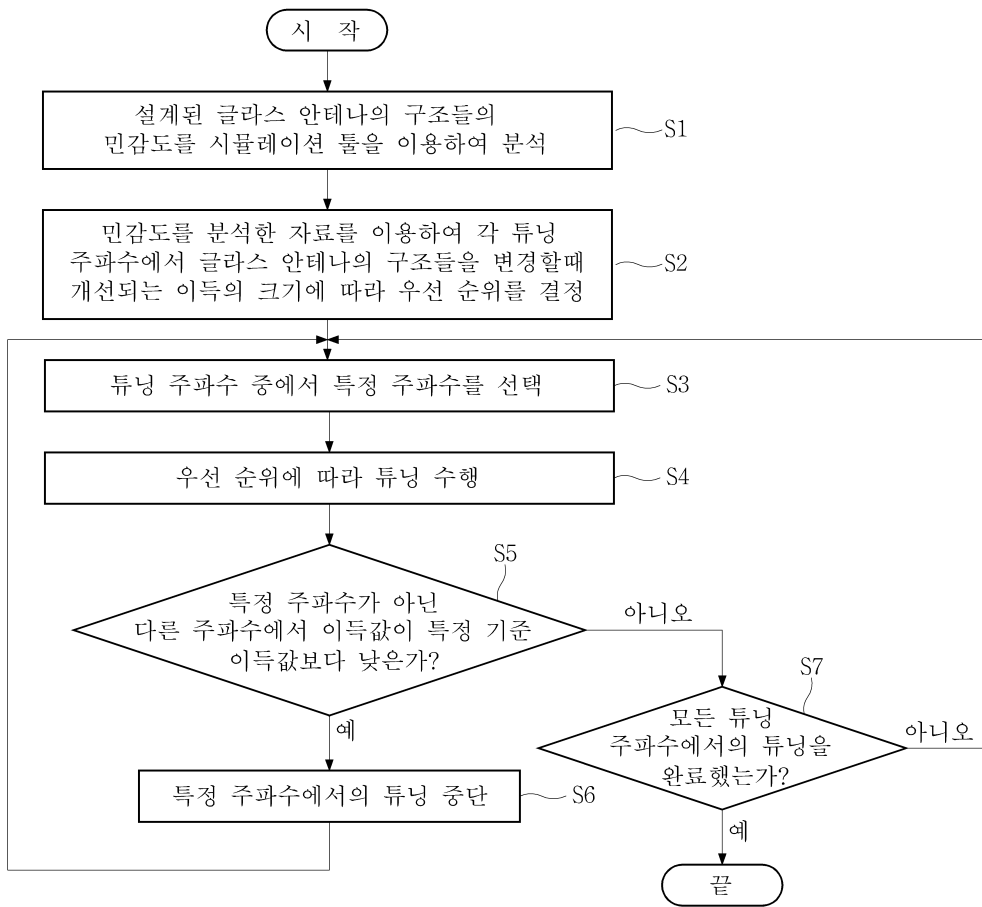 시 작
설계된 글라스 안테나의 구조들의
민감도를 시뮬레이션 툴을 이용하여 분석
S1
민감도를 분석한 자료를 이용하여 각 튜닝
주파수에서 글라스 안테나의 구조들을 변경할때
개선되는 이득의 크기에 따라 우선 순위를 결정
S2
튜닝 주파수 중에서 특정 주파수를 선택
S3
우선 순위에 따라 튜닝 수행
S4
S5
특정 주파수가 아닌
다른 주파수에서 이득값이 특정 기준
이득값보다 낮은가?
아니오
예
S7
모든 튜닝
주파수에서의 튜닝을
완료했는가?
아니오
특정 주파수에서의 튜닝 중단
S6
예
끝